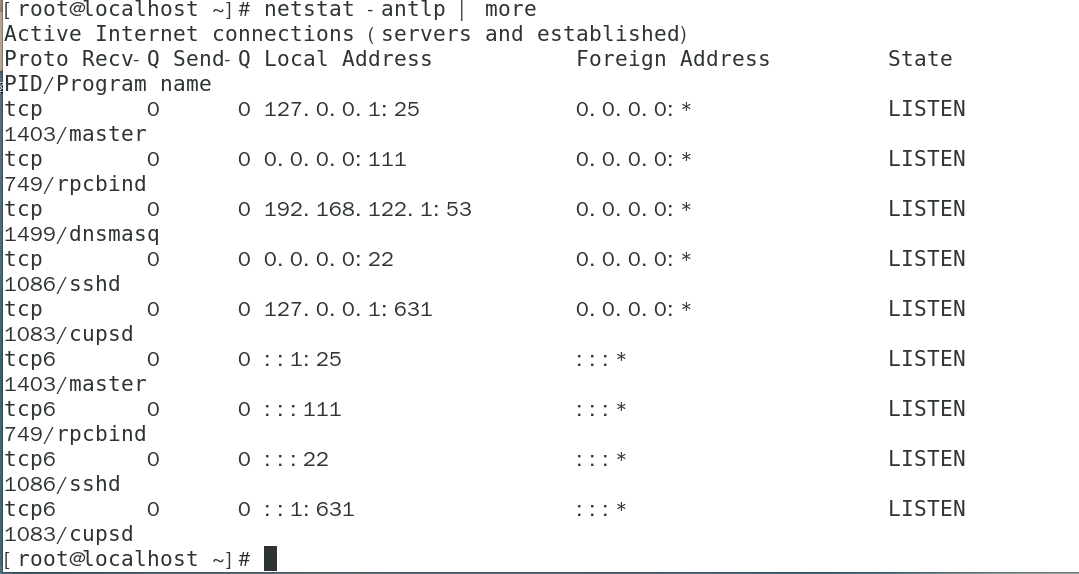 [root@localhost ~]# netstat -antlp | more
Active Internet connections (servers and established)
Proto Recv-Q Send-Q Local Address           Foreign Address         State
PID/Program name
tcp        0      0 127.0.0.1:25            0.0.0.0:*               LISTEN
1403/master
tcp        0      0 0.0.0.0:111             0.0.0.0:*               LISTEN
749/rpcbind
tcp        0      0 192.168.122.1:53        0.0.0.0:*               LISTEN
1499/dnsmasq
tcp        0      0 0.0.0.0:22              0.0.0.0:*               LISTEN
1086/sshd
tcp        0      0 127.0.0.1:631           0.0.0.0:*               LISTEN
1083/cupsd
tcp6       0      0 ::1:25                  :::*                    LISTEN
1403/master
tcp6       0      0 :::111                  :::*                    LISTEN
749/rpcbind
tcp6       0      0 :::22                   :::*                    LISTEN
1086/sshd
tcp6       0      0 ::1:631                 :::*                    LISTEN
1083/cupsd
[root@localhost ~]#